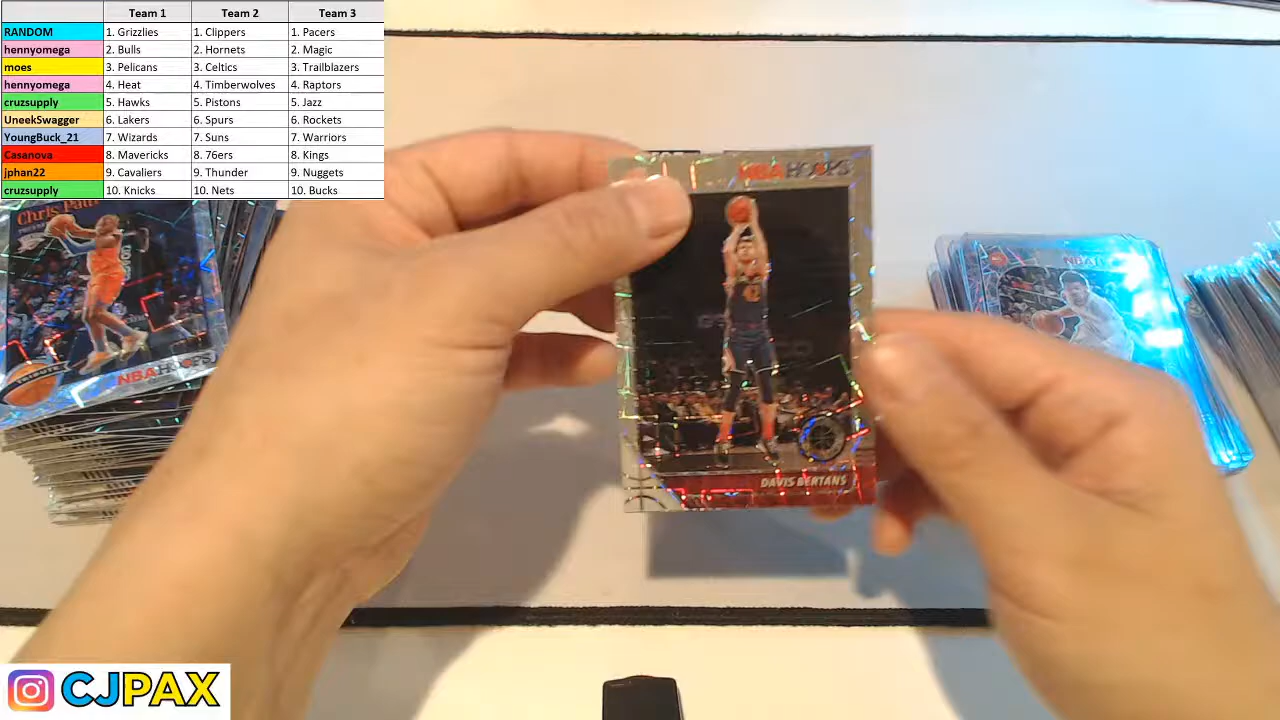 Team 1 Team 2 Team 3
RANDOM 1. Grizzlies 1. Clippers 1. Pacers
hennyomega 2. Bulls 2. Hornets 2. Magic
moes 3. Pelicans 3. Celtics 3. Trailblazers
hennyomega 4. Heat 4. Timberwolves 4. Raptors
cruzsupply 5. Hawks 5. Pistons 5. Jazz
UneekSwagger 6. Lakers 6. Spurs 6. Rockets
YoungBuck_21 7. Wizards 7. Suns 7. Warriors
Casanova 8. Mavericks 8. 76ers 8. Kings
jphan22 9. Cavaliers 9. Thunder 9. Nuggets
cruzsupply 10. Knicks 10. Nets 10. Bucks
Chris Paul
TRIBUTE
NBA HOOPS
NBA HOOPS
42
DAVIS BERTANS
NBA
CJPAX